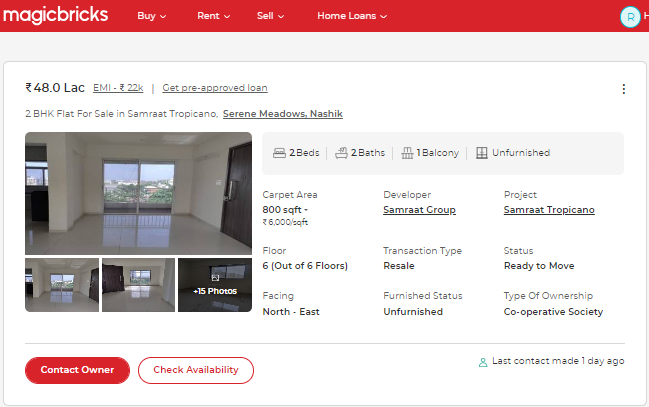 magicbricks
Buy Rent Sell Home Loans R H
₹48.0 Lac EMI - ₹ 22k | Get pre-approved loan
2 BHK Flat For Sale in Samraat Tropicano, Serene Meadows, Nashik
2 Beds 2 Baths 1 Balcony Unfurnished
Carpet Area
800 sqft -
₹ 6,000/sqft
Developer
Samraat Group
Project
Samraat Tropicano
Floor
6 (Out of 6 Floors)
Transaction Type
Resale
Status
Ready to Move
+15 Photos
Facing
North - East
Furnished Status
Unfurnished
Type Of Ownership
Co-operative Society
Contact Owner Check Availability Last contact made 1 day ago